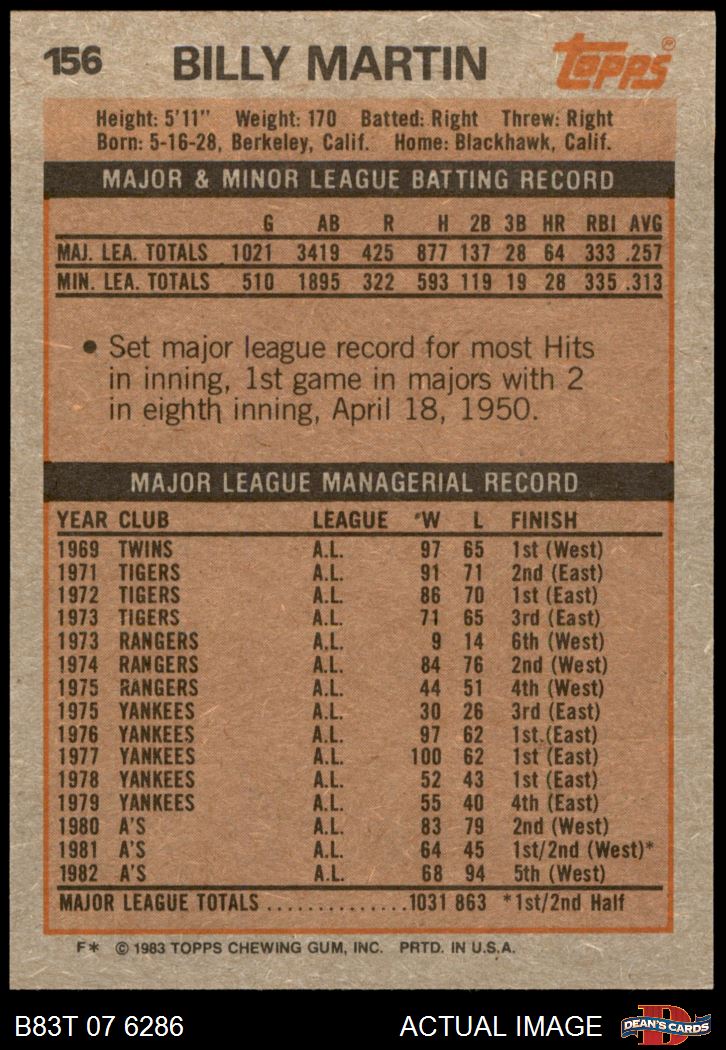 156 BILLY MARTIN Topps®
Height: 5'11" Weight: 170 Batted: Right Threw: Right
Born: 5-16-28, Berkeley, Calif. Home: Blackhawk, Calif.
MAJOR & MINOR LEAGUE BATTING RECORD
G AB R H 2B 3B HR RBI AVG
MAJ. LEA. TOTALS 1021 3419 425 877 137 28 64 333 .257
MIN. LEA. TOTALS 510 1895 322 593 119 19 28 335 .313
• Set major league record for most Hits
in inning, 1st game in majors with 2
in eighth inning, April 18, 1950.
MAJOR LEAGUE MANAGERIAL RECORD
YEAR CLUB LEAGUE W L FINISH
1969 TWINS A.L. 97 65 1st (West)
1971 TIGERS A.L. 91 71 2nd (East)
1972 TIGERS A.L. 86 70 1st (East)
1973 TIGERS A.L. 71 65 3rd (East)
1973 RANGERS A.L. 9 14 6th (West)
1974 RANGERS A.L. 84 76 2nd (West)
1975 RANGERS A.L. 44 51 4th (West)
1975 YANKEES A.L. 30 26 3rd (East)
1976 YANKEES A.L. 97 62 1st (East)
1977 YANKEES A.L. 100 62 1st (East)
1978 YANKEES A.L. 52 43 1st (East)
1979 YANKEES A.L. 55 40 4th (East)
1980 A'S A.L. 83 79 2nd (West)
1981 A'S A.L. 64 45 1st/2nd (West)*
1982 A'S A.L. 68 94 5th (West)
MAJOR LEAGUE TOTALS ..............1031 863 *1st/2nd Half
F* © 1983 TOPPS CHEWING GUM, INC. PRTD. IN U.S.A.
B83T 07 6286 ACTUAL IMAGE D DEAN'S CARDS